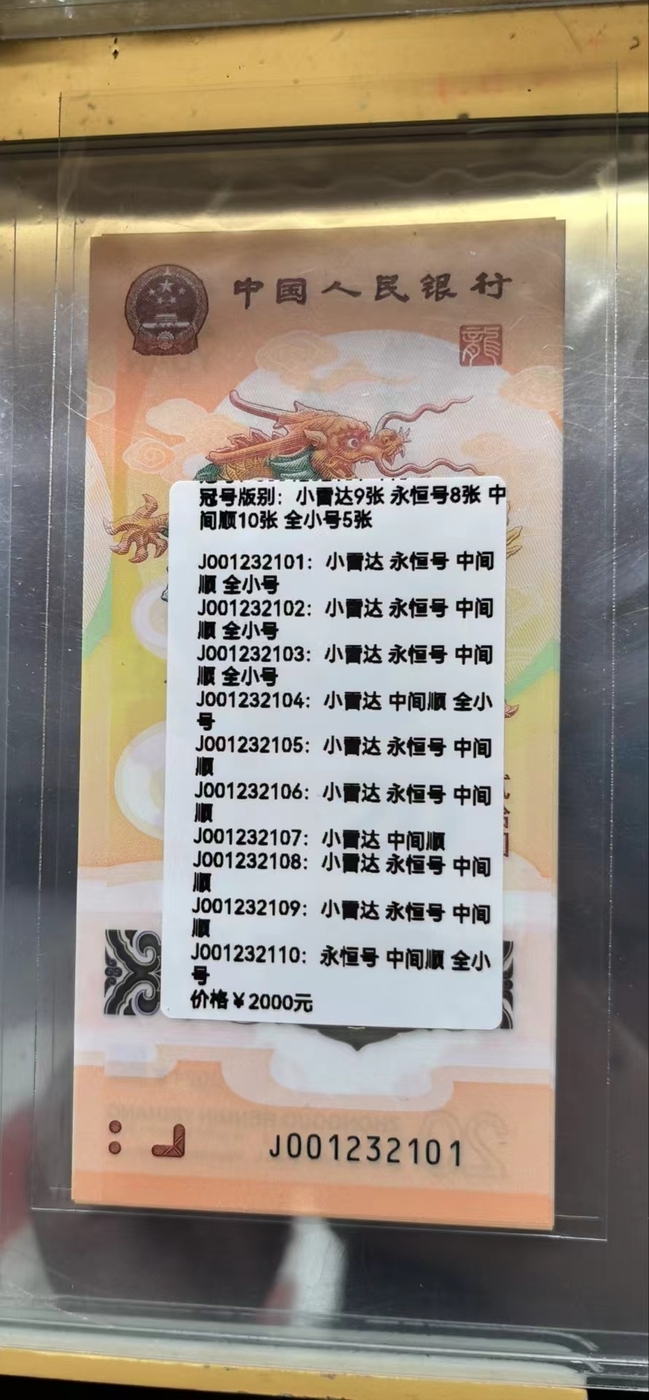 中国人民银行
龍
冠号版别：小雷达9张 永恒号8张 中
间顺10张 全小号5张
J001232101：小雷达 永恒号 中间
顺 全小号
J001232102：小雷达 永恒号 中间
顺 全小号
J001232103：小雷达 永恒号 中间
顺 全小号
J001232104：小雷达 中间顺 全小
号
J001232105：小雷达 永恒号 中间
顺
J001232106：小雷达 永恒号 中间
顺
J001232107：小雷达 中间顺
J001232108：小雷达 永恒号 中间
顺
J001232109：小雷达 永恒号 中间
顺
J001232110：永恒号 中间顺 全小
号
价格￥2000元
J001232101